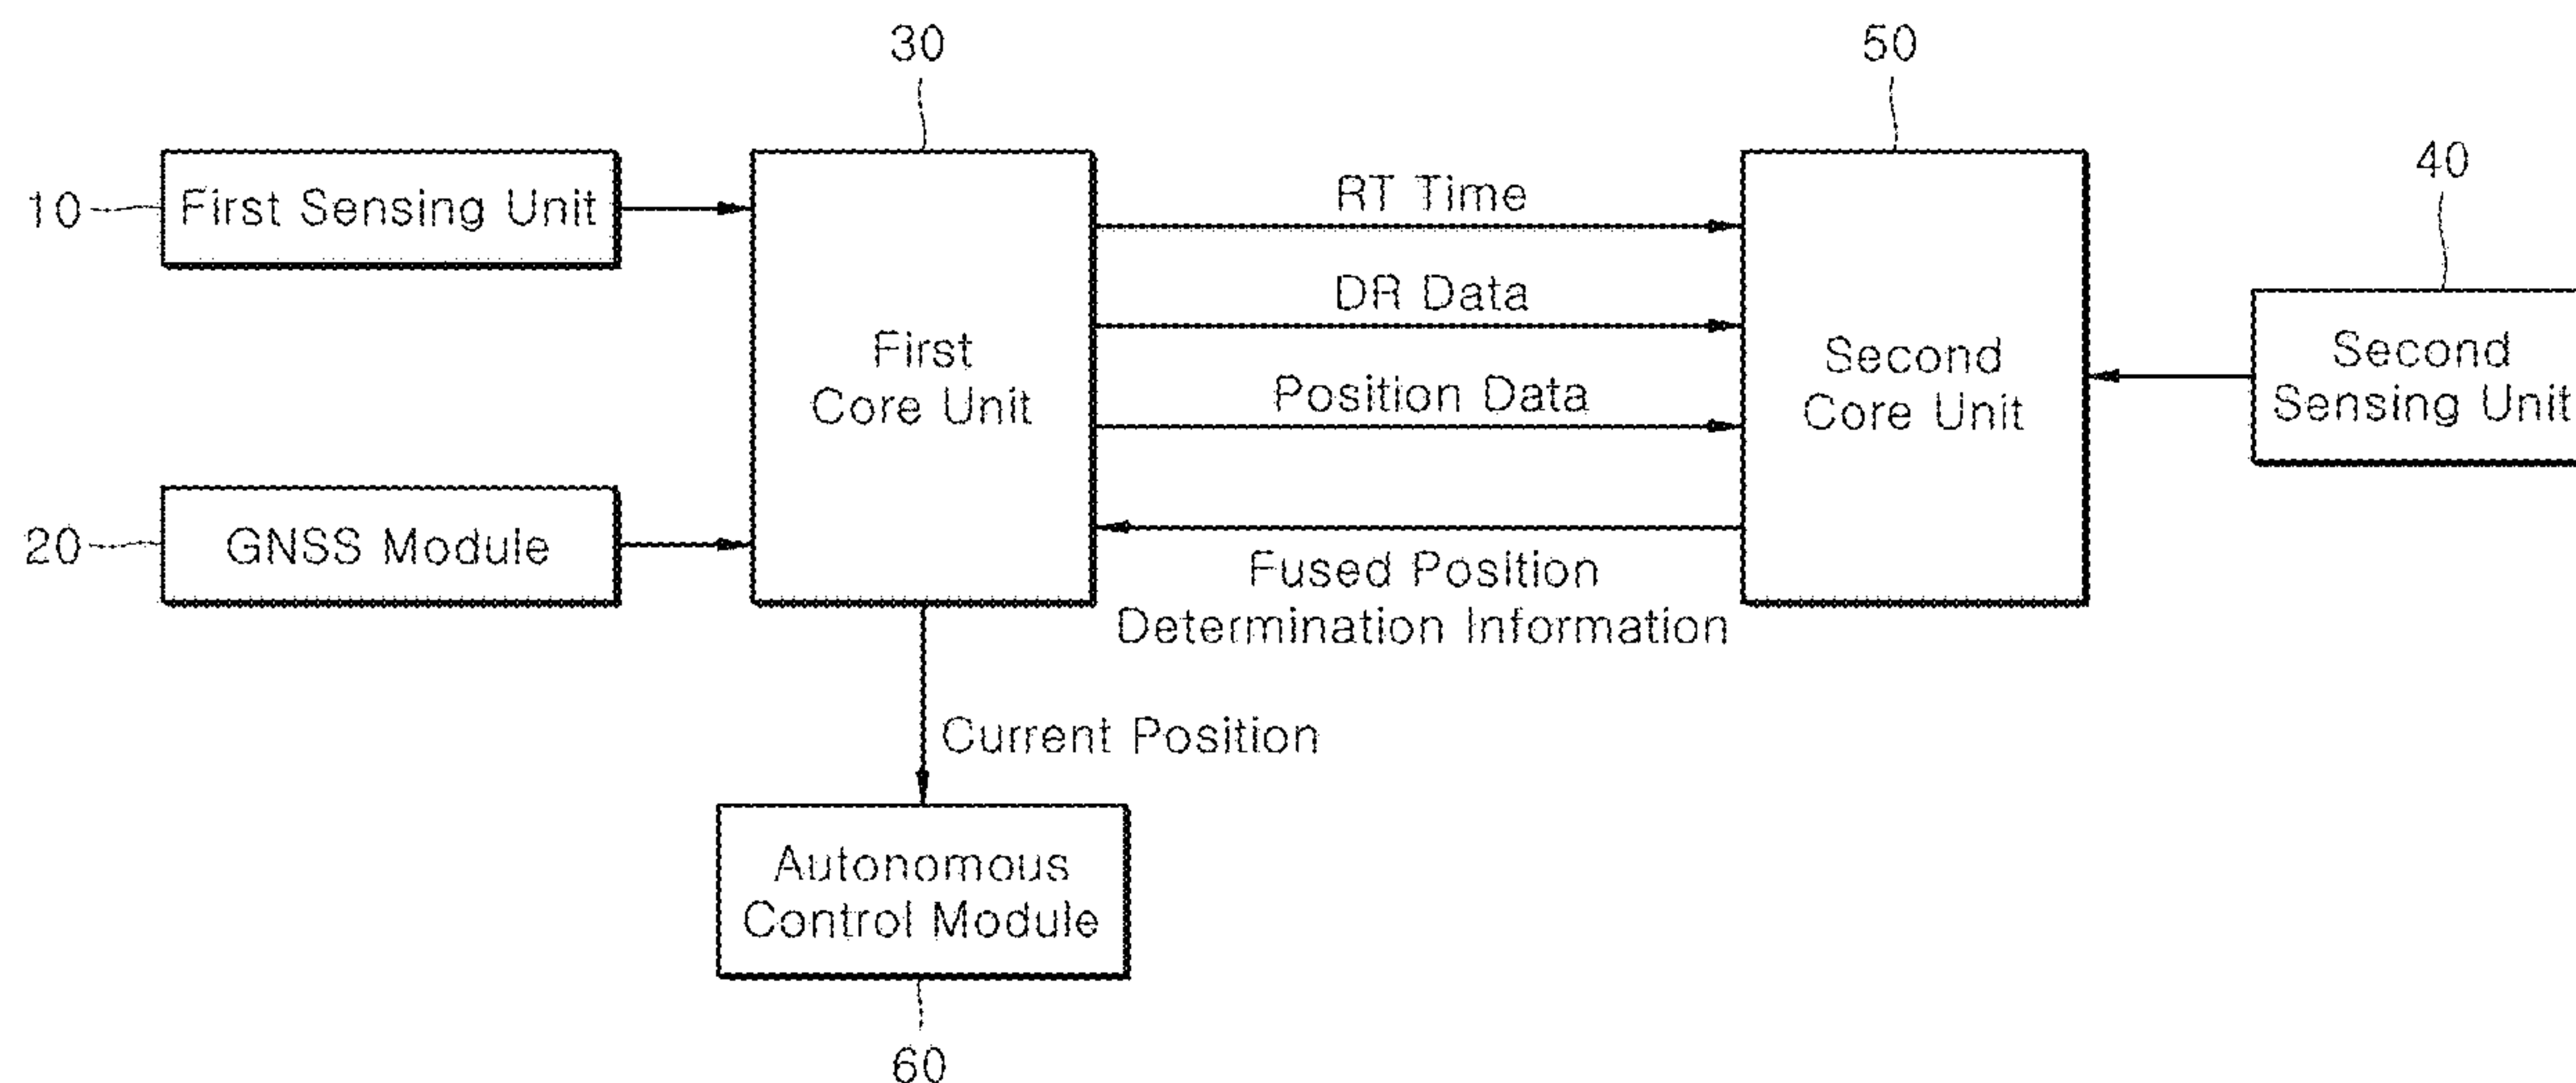 30
50
40
10
First Sensing Unit
RT Time
DR Data
First
Core Unit
Second
Core Unit
Second
Sensing Unit
Position Data
20
GNSS Module
Fused Position
Determination Information
Current Position
Autonomous
Control Module
60